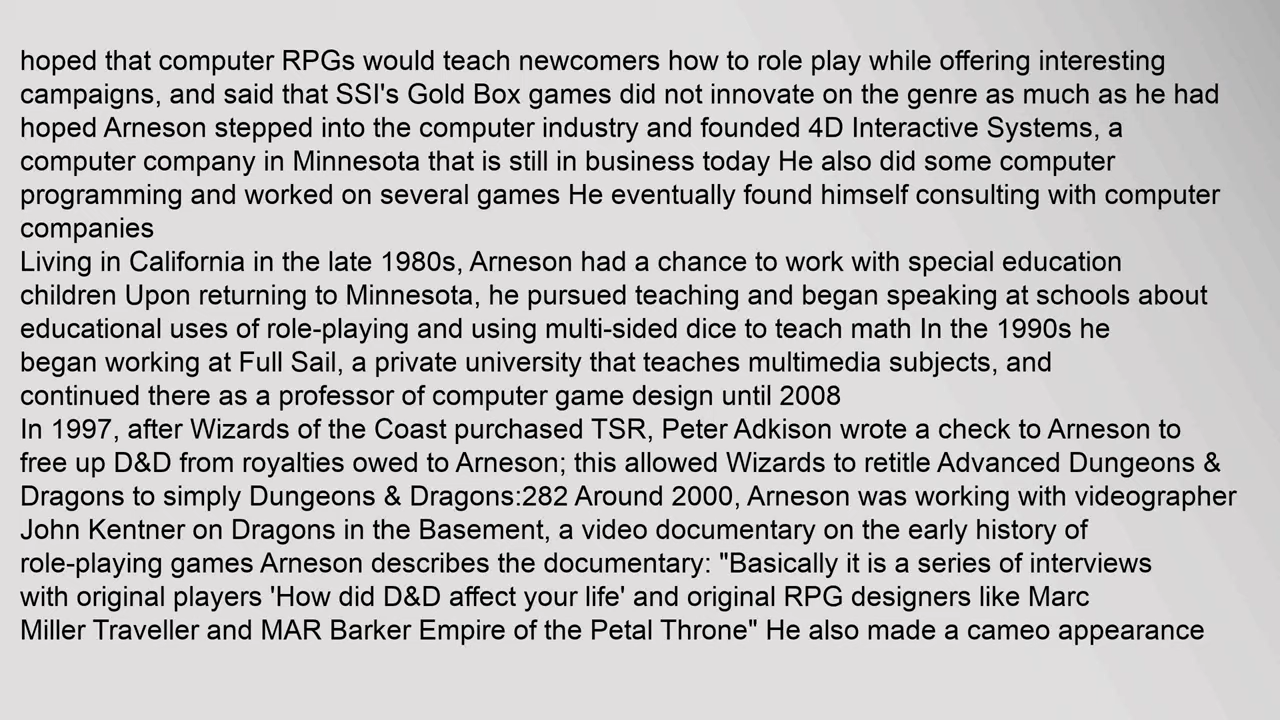 hoped that computer RPGs would teach newcomers how to role play while offering interesting
campaigns, and said that SSI's Gold Box games did not innovate on the genre as much as he had
hoped Arneson stepped into the computer industry and founded 4D Interactive Systems, a
computer company in Minnesota that is still in business today He also did some computer
programming and worked on several games He eventually found himself consulting with computer
companies
Living in California in the late 1980s, Arneson had a chance to work with special education
children Upon returning to Minnesota, he pursued teaching and began speaking at schools about
educational uses of role-playing and using multi-sided dice to teach math In the 1990s he
began working at Full Sail, a private university that teaches multimedia subjects, and
continued there as a professor of computer game design until 2008
In 1997, after Wizards of the Coast purchased TSR, Peter Adkison wrote a check to Arneson to
free up D&D from royalties owed to Arneson; this allowed Wizards to retitle Advanced Dungeons &
Dragons to simply Dungeons & Dragons:282 Around 2000, Arneson was working with videographer
John Kentner on Dragons in the Basement, a video documentary on the early history of
role-playing games Arneson describes the documentary: "Basically it is a series of interviews
with original players 'How did D&D affect your life' and original RPG designers like Marc
Miller Traveller and MAR Barker Empire of the Petal Throne" He also made a cameo appearance